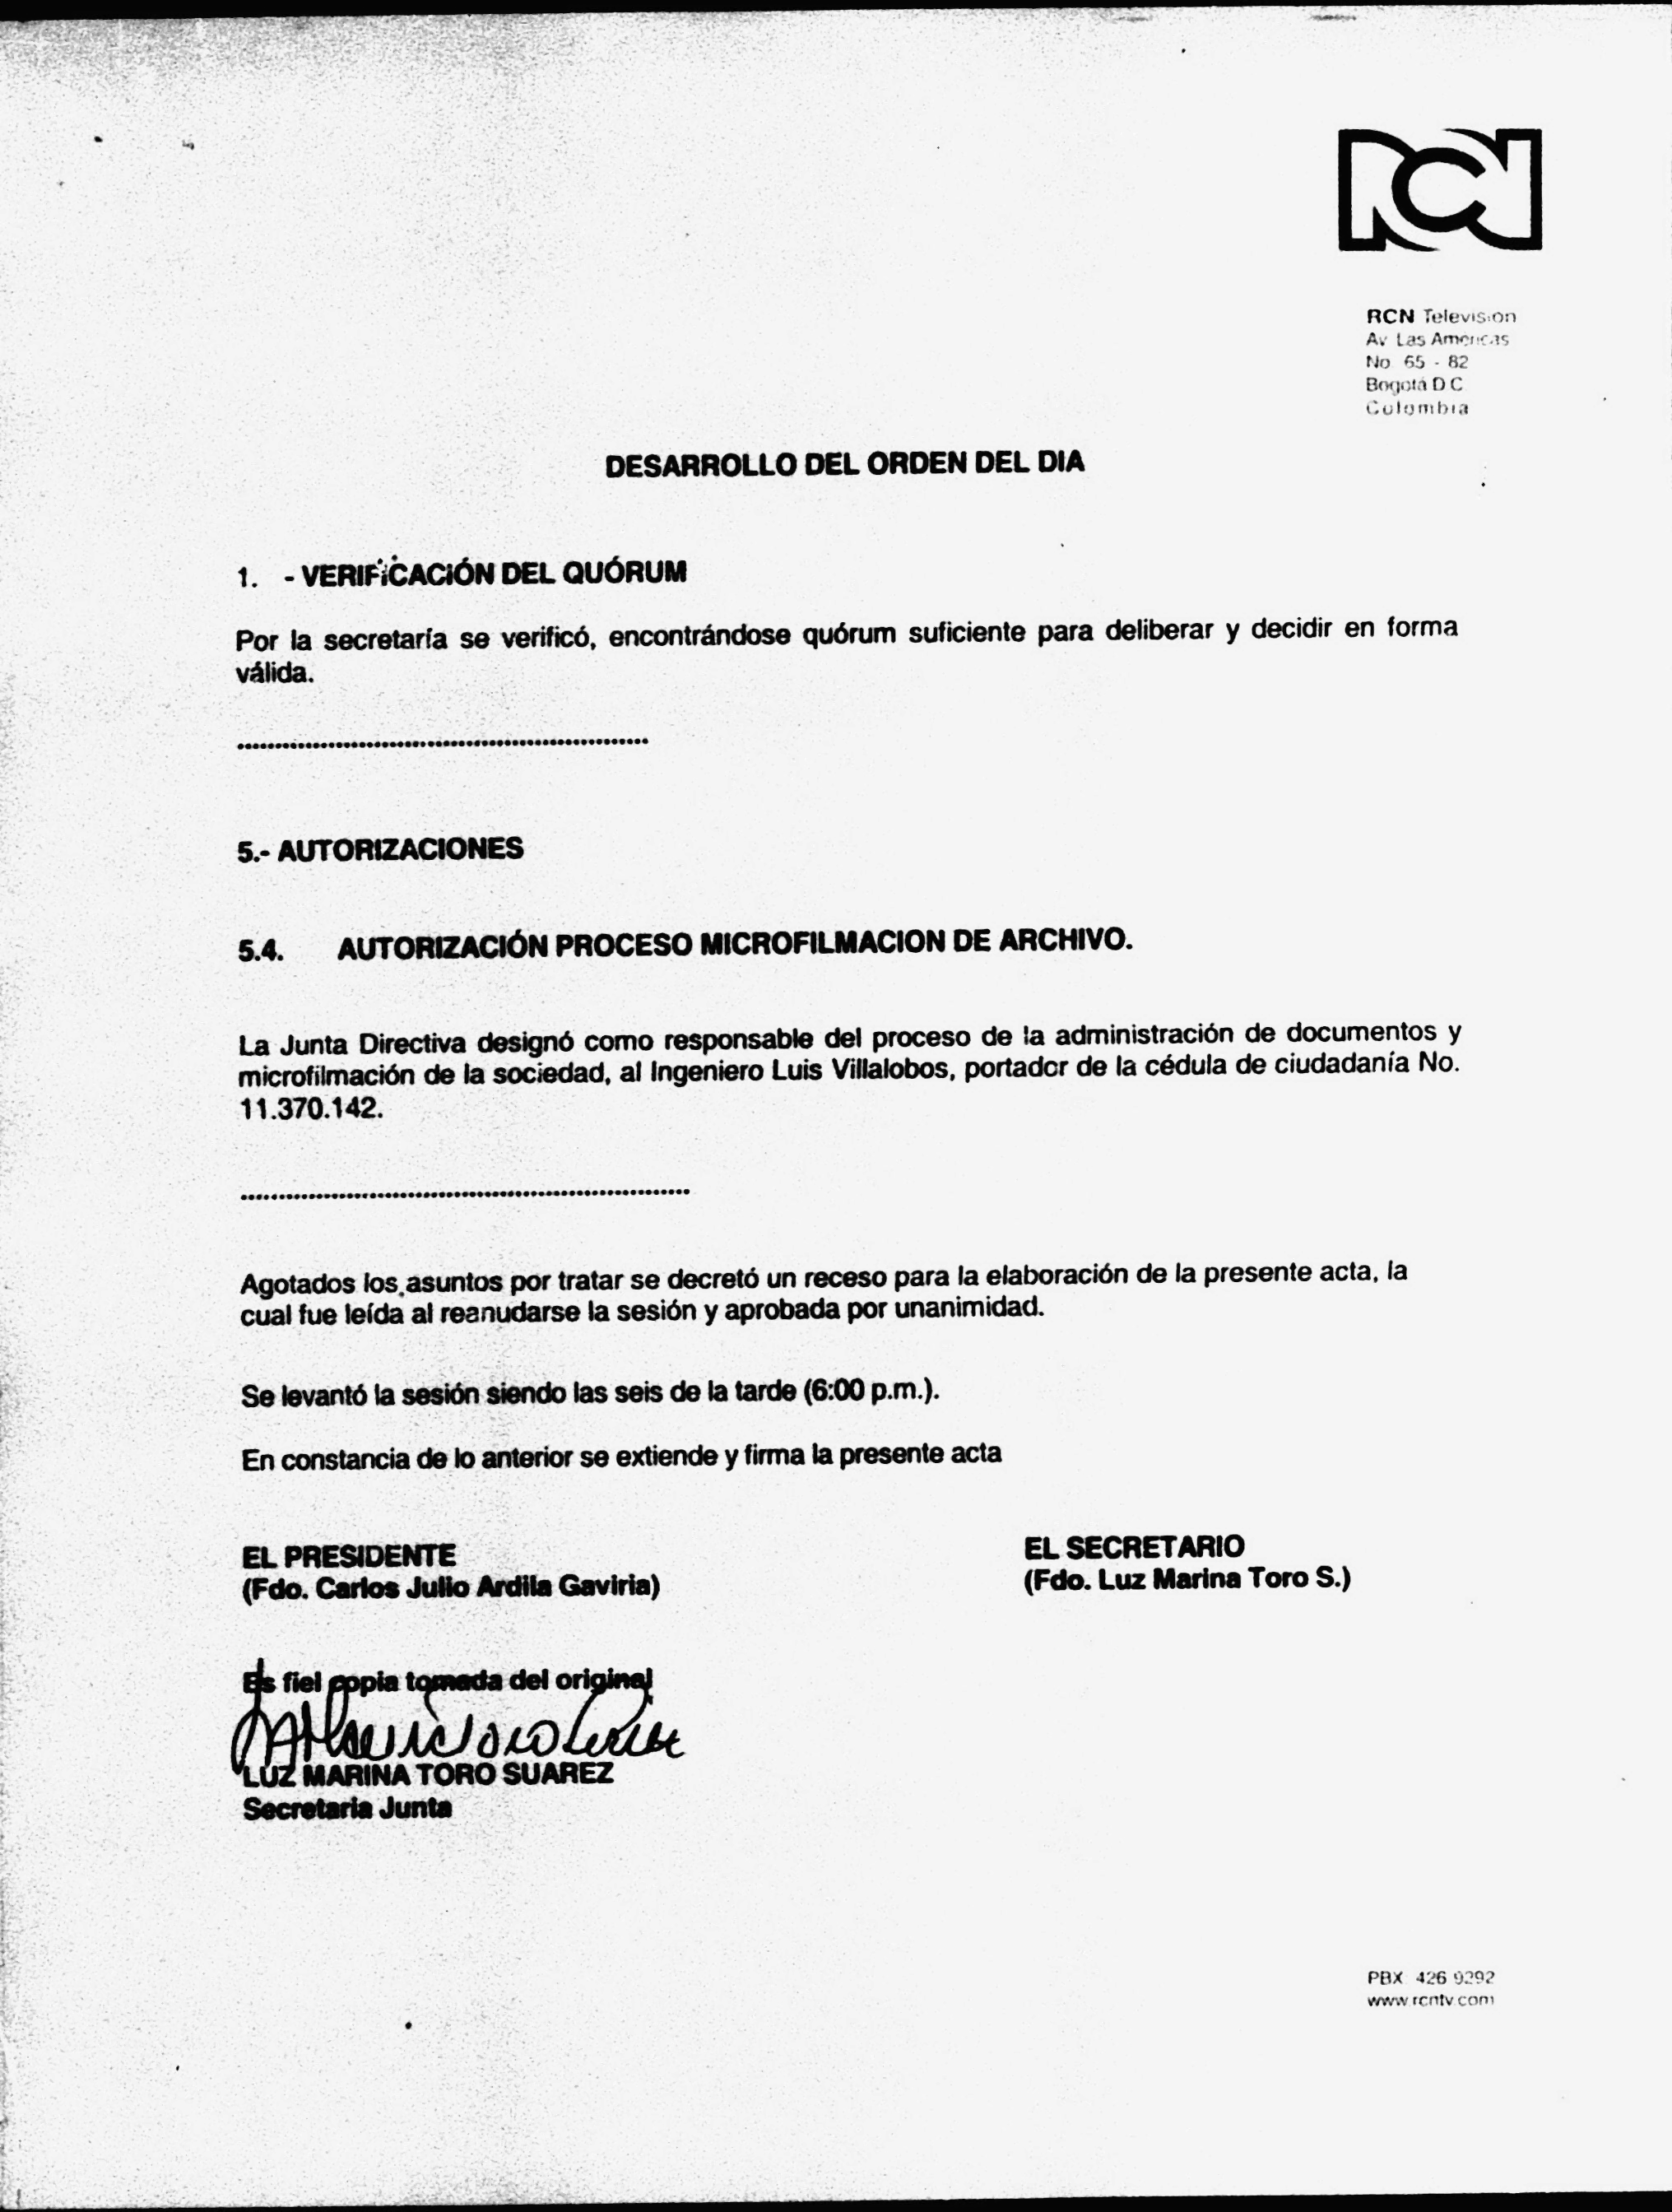 RCN
RCN Television
Av Las Americas
No 65 - 82
Bogotá D C
Colombia
DESARROLLO DEL ORDEN DEL DIA
1. - VERIFICACIÓN DEL QUÓRUM
Por la secretaría se verificó, encontrándose quórum suficiente para deliberar y decidir en forma
válida.
......................................................
5.- AUTORIZACIONES
5.4. AUTORIZACIÓN PROCESO MICROFILMACION DE ARCHIVO.
La Junta Directiva designó como responsable del proceso de la administración de documentos y
microfilmación de la sociedad, al Ingeniero Luis Villalobos, portador de la cédula de ciudadanía No.
11.370.142.
...........................................................
Agotados los asuntos por tratar se decretó un receso para la elaboración de la presente acta, la
cual fue leída al reanudarse la sesión y aprobada por unanimidad.
Se levantó la sesión siendo las seis de la tarde (6:00 p.m.).
En constancia de lo anterior se extiende y firma la presente acta
EL PRESIDENTE EL SECRETARIO
(Fdo. Carlos Julio Ardila Gaviria) (Fdo. Luz Marina Toro S.)
Es fiel copia tomada del original
LUZ MARINA TORO SUAREZ
Secretaria Junta
PBX 426 9292
www.rcntv.com